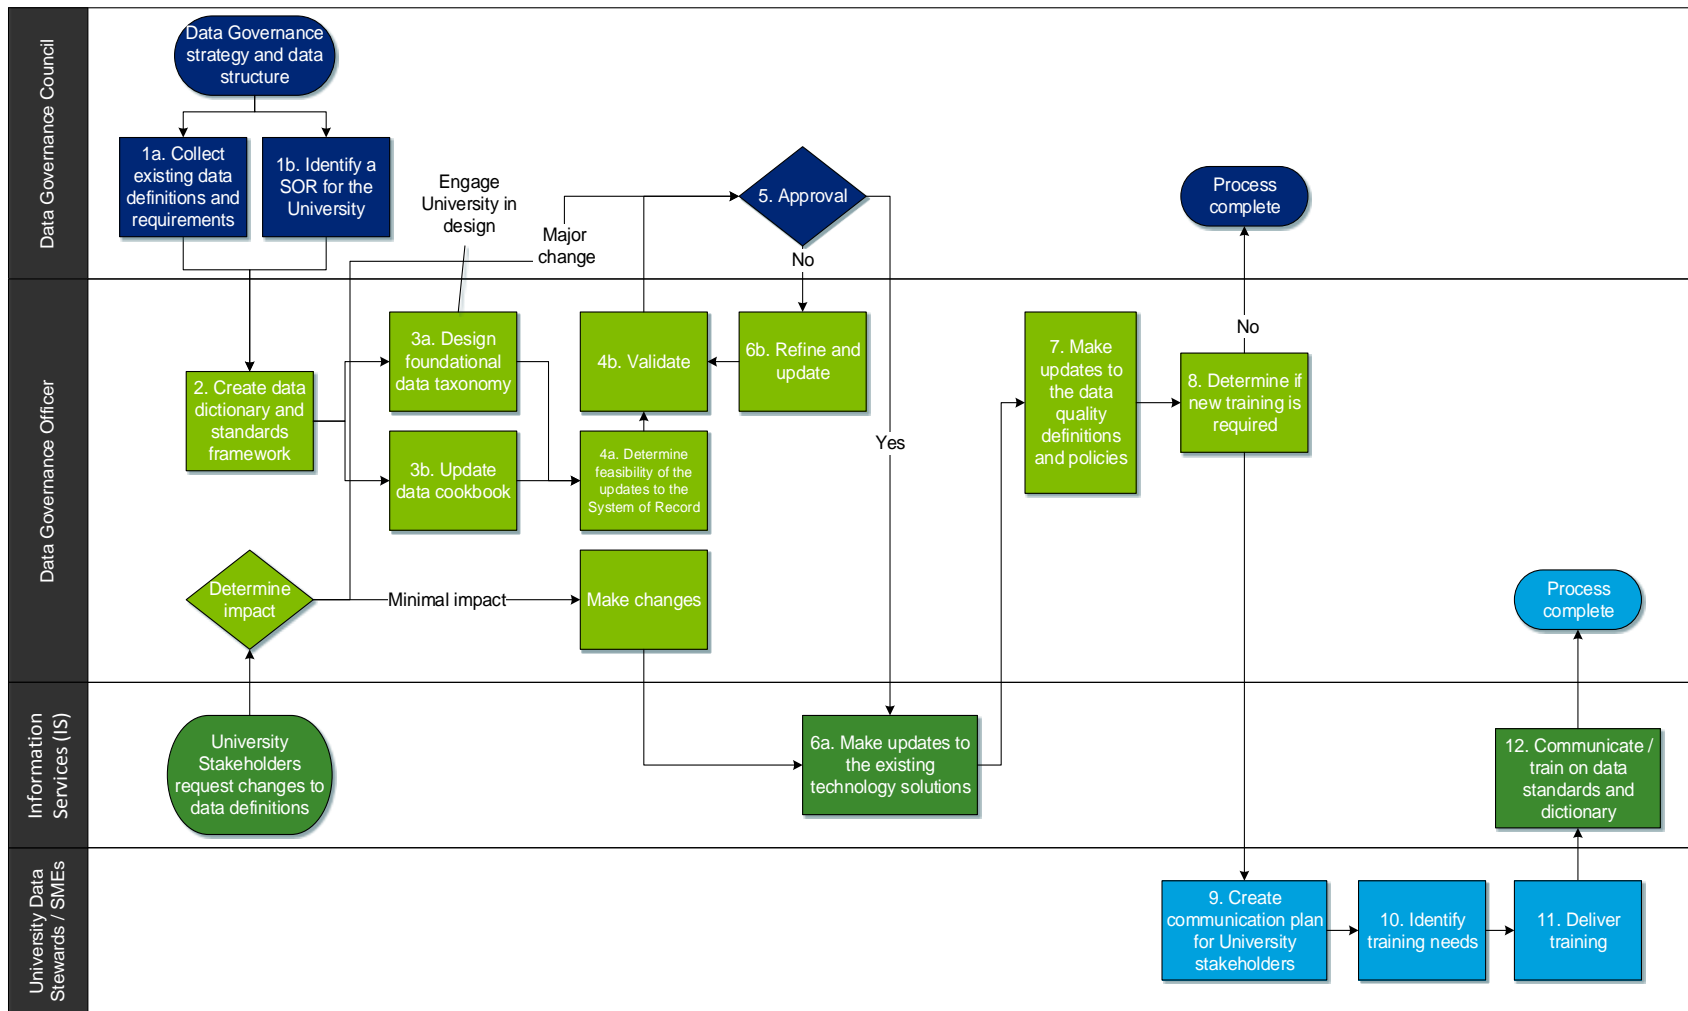 Data Governance Council
Data Governance
strategy and data
structure
1a. Collect
existing data
definitions and
requirements
1b. Identify a
SOR for the
University
Engage
University in
design
Major
change
5. Approval
No
Process
complete
Data Governance Officer
2. Create data
dictionary and
standards
framework
3a. Design
foundational
data taxonomy
3b. Update
data cookbook
4b. Validate
4a. Determine
feasibility of the
updates to the
System of Record
6b. Refine and
update
Yes
7. Make
updates to
the data
quality
definitions
and policies
No
8. Determine if
new training is
required
Determine
impact
Minimal impact
Make changes
Process
complete
Information
Services (IS)
University
Stakeholders
request changes to
data definitions
6a. Make updates to
the existing
technology solutions
12. Communicate /
train on data
standards and
dictionary
University Data
Stewards / SMEs
9. Create
communication plan
for University
stakeholders
10. Identify
training needs
11. Deliver
training